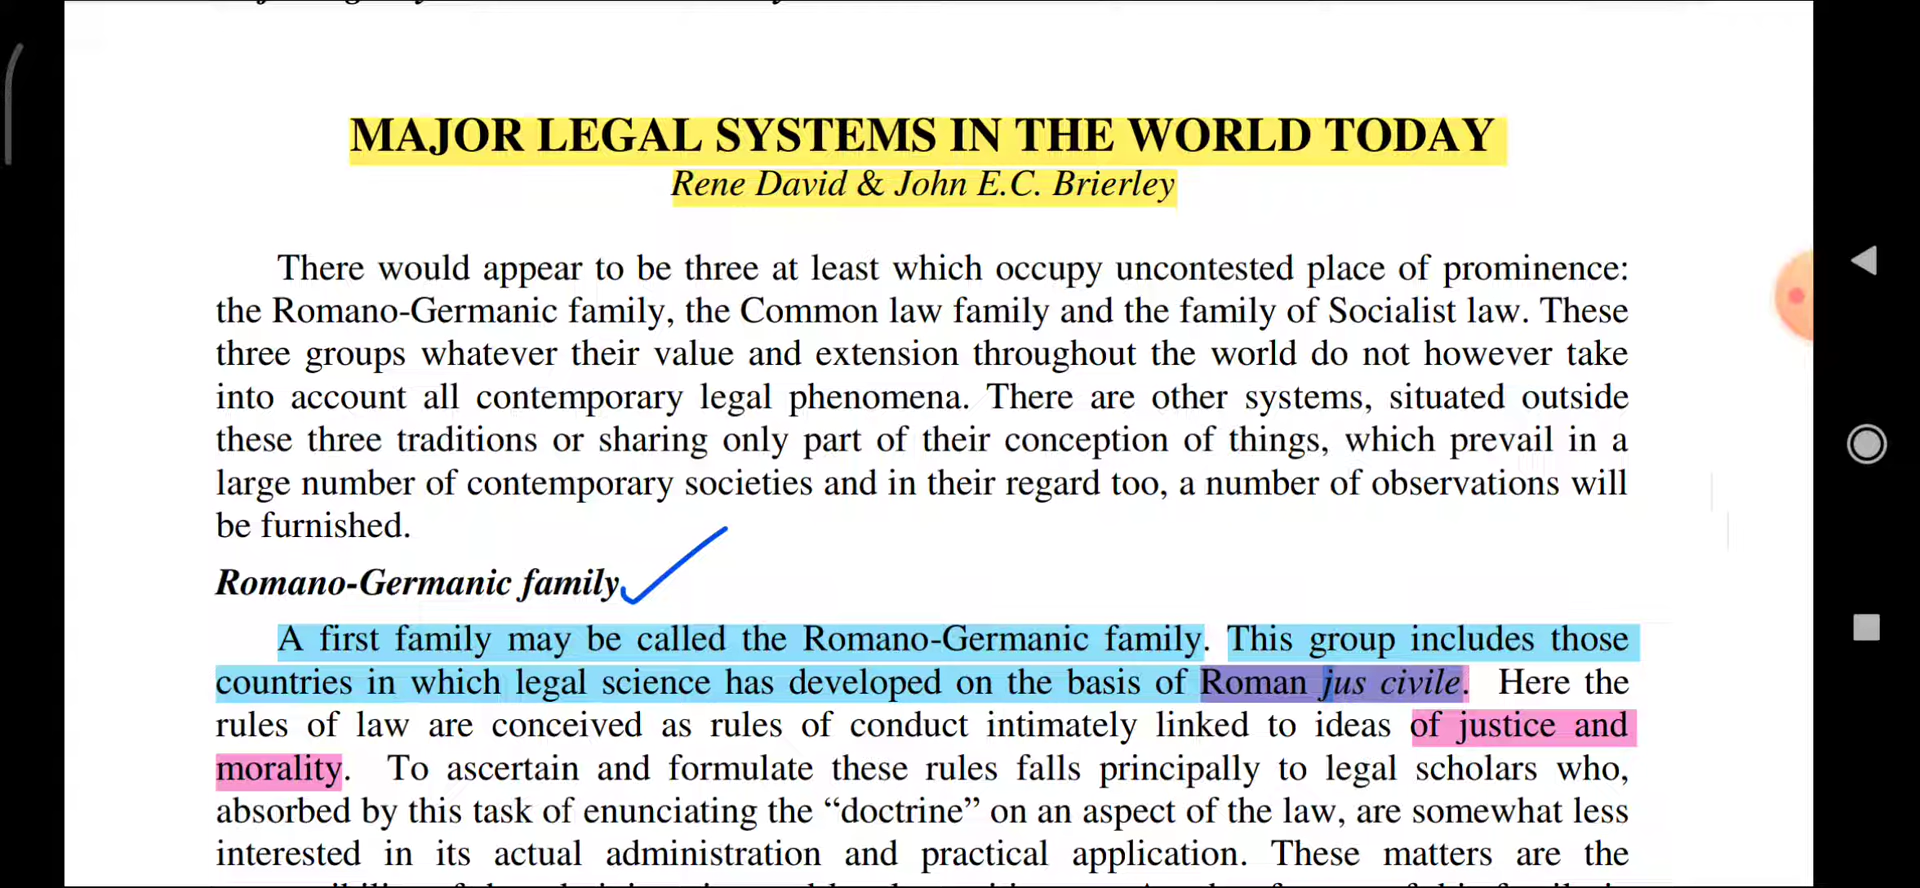 MAJOR LEGAL SYSTEMS IN THE WORLD TODAY
Rene David & John E.C. Brierley
There would appear to be three at least which occupy uncontested place of prominence:
the Romano-Germanic family, the Common law family and the family of Socialist law. These
three groups whatever their value and extension throughout the world do not however take
into account all contemporary legal phenomena. There are other systems, situated outside
these three traditions or sharing only part of their conception of things, which prevail in a
large number of contemporary societies and in their regard too, a number of observations will
be furnished.
Romano-Germanic family
A first family may be called the Romano-Germanic family. This group includes those
countries in which legal science has developed on the basis of Roman jus civile. Here the
rules of law are conceived as rules of conduct intimately linked to ideas of justice and
morality. To ascertain and formulate these rules falls principally to legal scholars who,
absorbed by this task of enunciating the “doctrine” on an aspect of the law, are somewhat less
interested in its actual administration and practical application. These matters are the